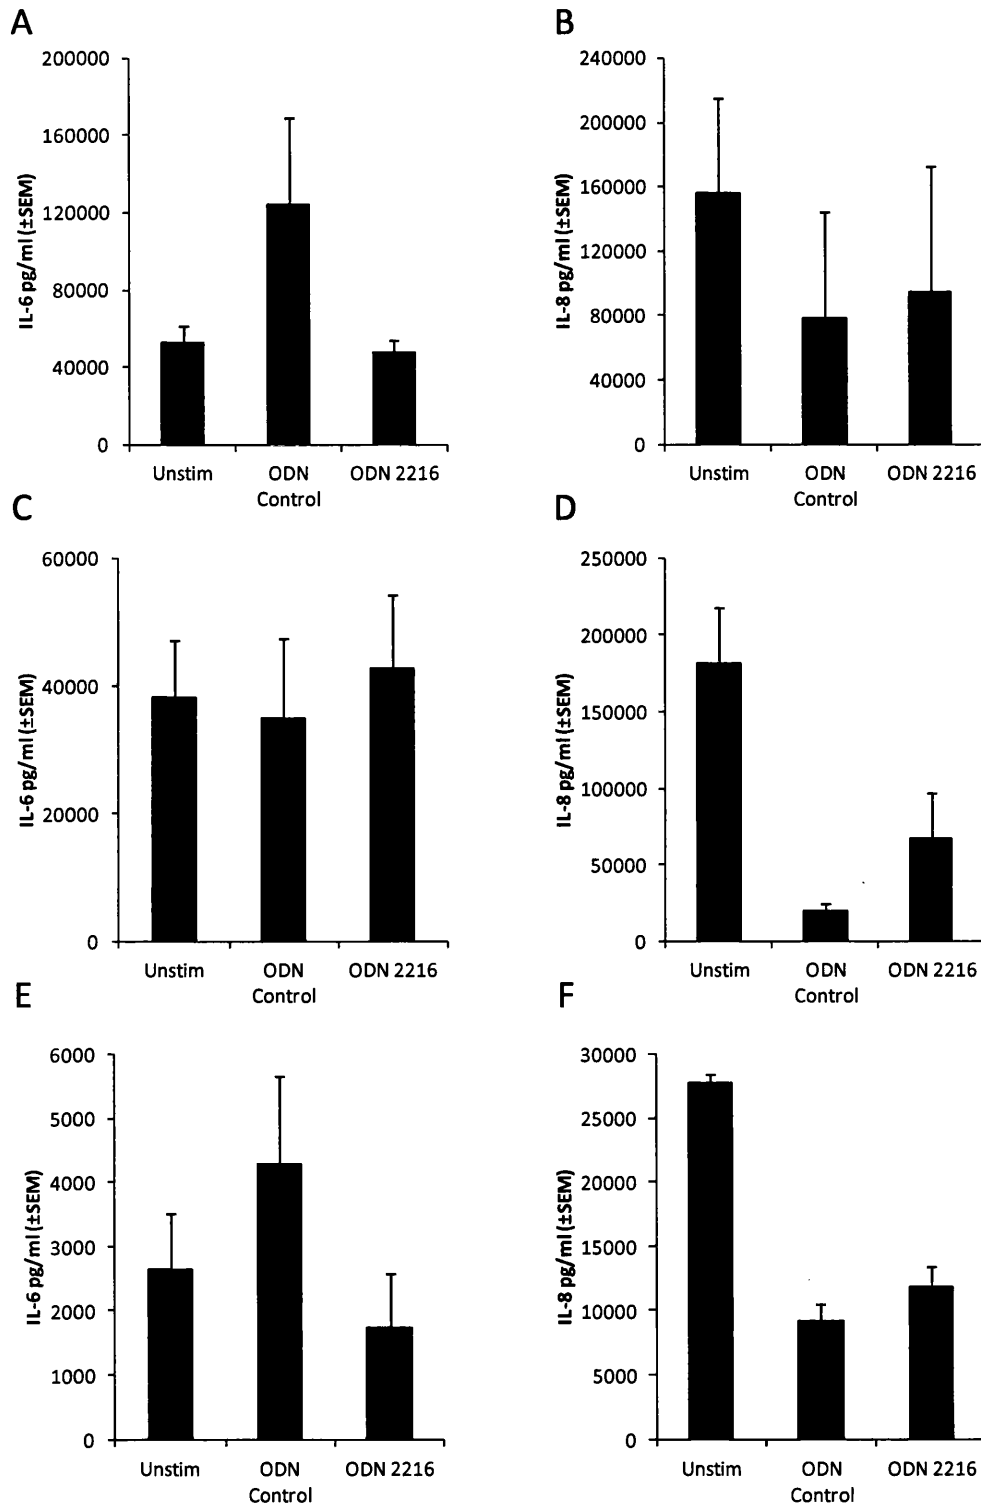 A
IL-6 pg/ml (±SEM)
200000
160000
120000
80000
40000
0
Unstim
ODN
Control
ODN 2216
B
IL-8 pg/ml (±SEM)
240000
200000
160000
120000
80000
40000
0
Unstim
ODN
Control
ODN 2216
C
IL-6 pg/ml (±SEM)
60000
40000
20000
0
Unstim
ODN
Control
ODN 2216
D
IL-8 pg/ml (±SEM)
250000
200000
150000
100000
50000
0
Unstim
ODN
Control
ODN 2216
E
IL-6 pg/ml (±SEM)
6000
5000
4000
3000
2000
1000
0
Unstim
ODN
Control
ODN 2216
F
IL-8 pg/ml (±SEM)
30000
25000
20000
15000
10000
5000
0
Unstim
ODN
Control
ODN 2216